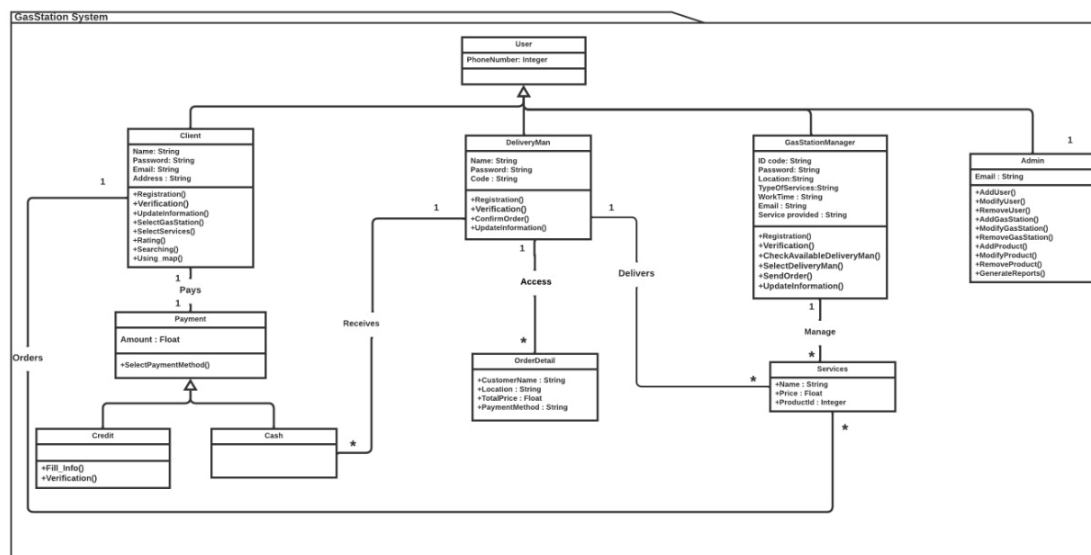 GasStation System
User
PhoneNumber: Integer
Client
Name: String
Password: String
Email: String
Address : String
+Registration()
+Verification()
+UpdateInformation()
+SelectGasStation()
+SelectServices()
+Rating()
+Searching()
+Using_map()
DeliveryMan
Name: String
Password: String
Code : String
+Registration()
+Verification()
+ConfirmOrder()
+UpdateInformation()
GasStationManager
ID code: String
Password: String
Location:String
TypeOfServices:String
WorkTime : String
Email : String
Service provided : String
+Registration()
+Verification()
+CheckAvailableDeliveryMan()
+SelectDeliveryMan()
+SendOrder()
+UpdateInformation()
1
Admin
Email : String
+AddUser()
+ModifyUser()
+RemoveUser()
+AddGasStation()
+ModifyGasStation()
+RemoveGasStation()
+AddProduct()
+ModifyProduct()
+RemoveProduct()
+GenerateReports()
1
Orders
*
1
Pays
1
Payment
Amount : Float
+SelectPaymentMethod()
Credit
+Fill_Info()
+Verification()
Cash
1
Receives
*
1
Access
*
OrderDetail
+CustomerName : String
+Location : String
+TotalPrice : Float
+PaymentMethod : String
1
Delivers
*
1
Manage
*
Services
+Name : String
+Price : Float
+ProductId : Integer